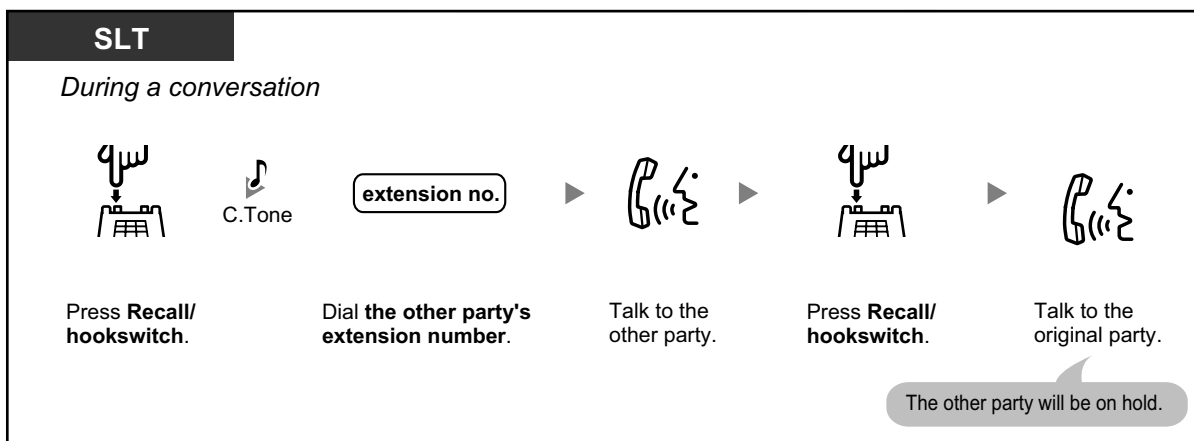 SLT
During a conversation
C.Tone
extension no.
Press Recall/
hookswitch.
Dial the other party's
extension number.
Talk to the
other party.
Press Recall/
hookswitch.
Talk to the
original party.
The other party will be on hold.